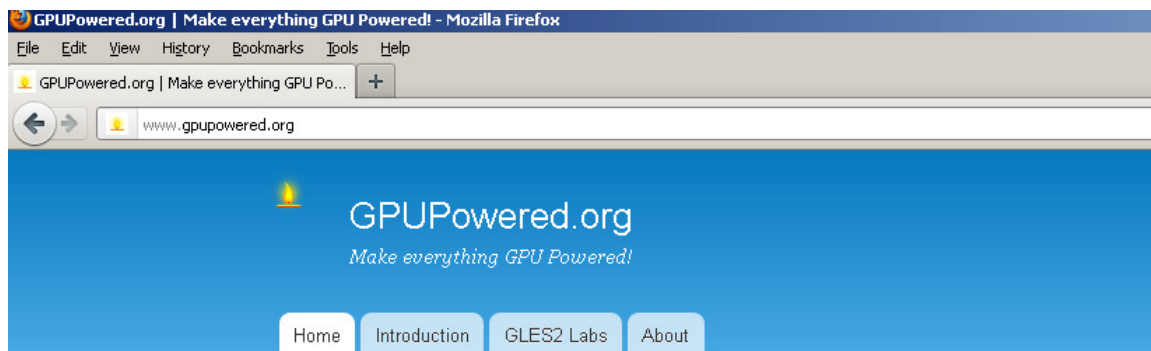 GPUPowered.org | Make everything GPU Powered! - Mozilla Firefox
File Edit View History Bookmarks Tools Help
GPUPowered.org | Make everything GPU Po... +
www.gpupowered.org
GPUPowered.org
Make everything GPU Powered!
Home Introduction GLES2 Labs About